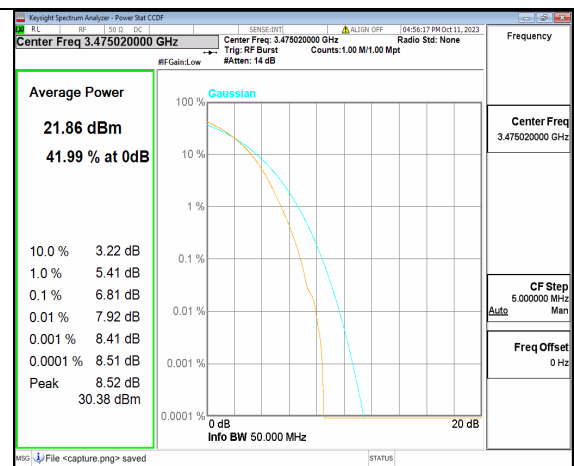 Keysight Spectrum Analyzer - Power Stat CCDF
LXI RL RF 50 Ω DC SENSE:INT ALIGN OFF 04:56:17 PM Oct 11, 2023
Center Freq 3.475020000 GHz
Center Freq: 3.475020000 GHz Radio Std: None
Trig: RF Burst Counts:1.00 M/1.00 Mpt
#IFGain:Low #Atten: 14 dB
Frequency
Average Power
21.86 dBm
41.99 % at 0dB
10.0 % 3.22 dB
1.0 % 5.41 dB
0.1 % 6.81 dB
0.01 % 7.92 dB
0.001 % 8.41 dB
0.0001 % 8.51 dB
Peak 8.52 dB
30.38 dBm
Gaussian
100 %
10 %
1 %
0.1 %
0.01 %
0.001 %
0.0001 %
0 dB 20 dB
Info BW 50.000 MHz
Center Freq
3.475020000 GHz
CF Step
5.000000 MHz
Auto Man
Freq Offset
0 Hz
MSG File <capture.png> saved STATUS